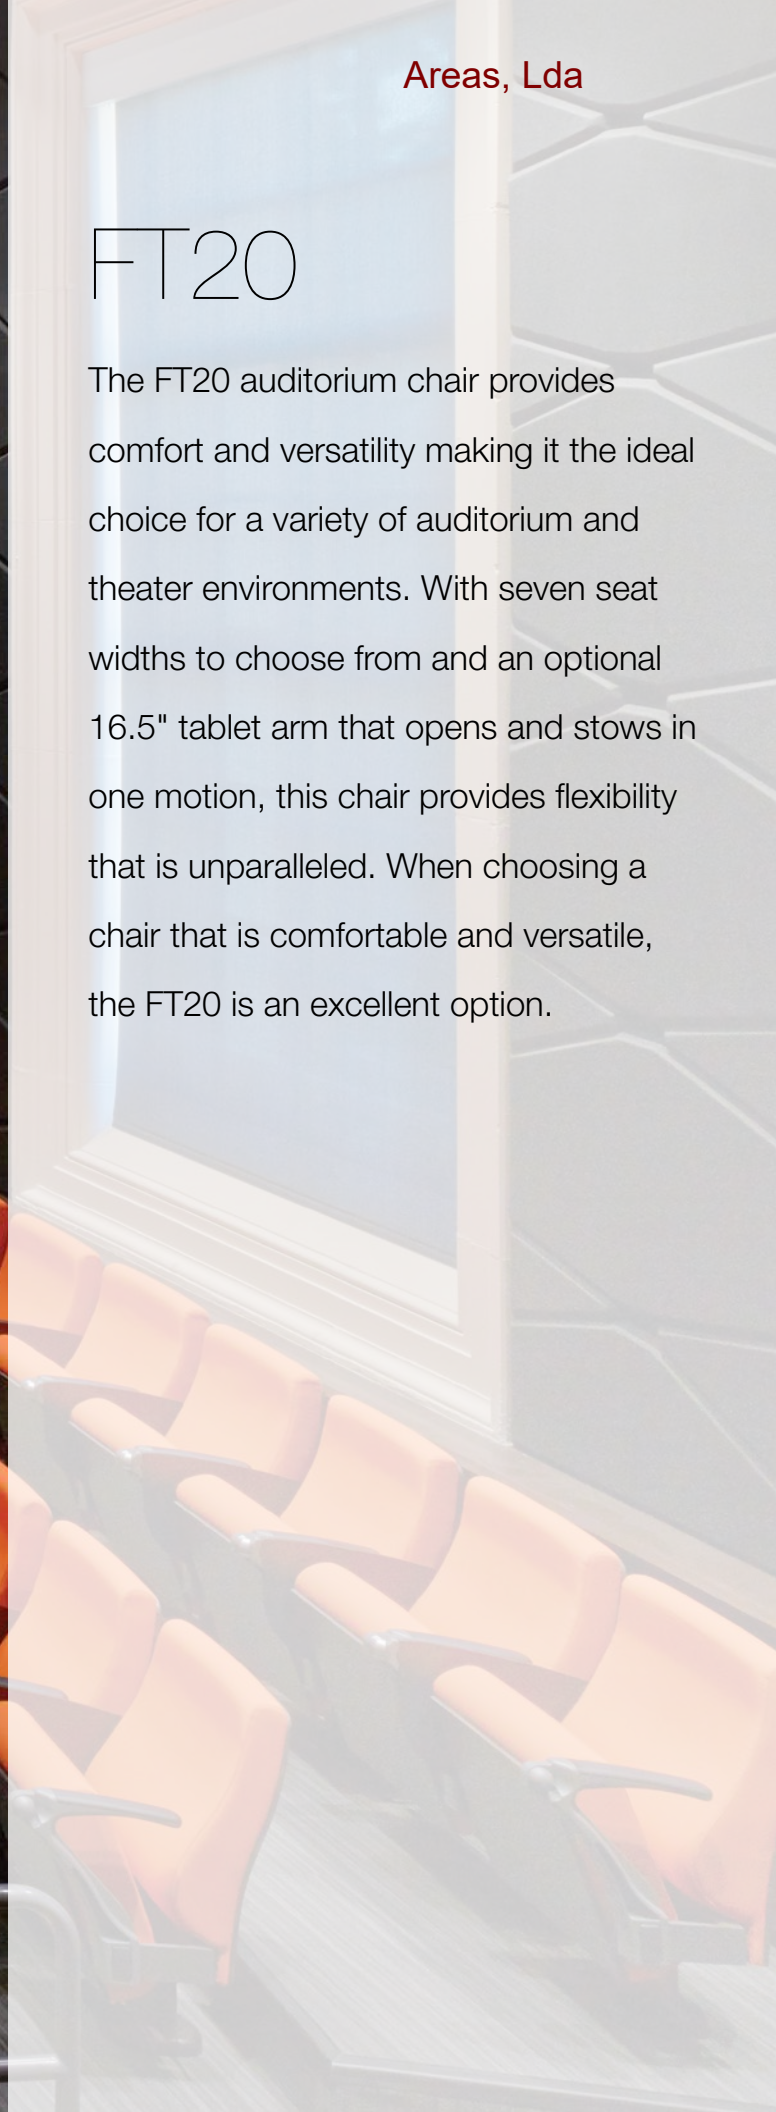 Areas, Lda
FT20
The FT20 auditorium chair provides
comfort and versatility making it the ideal
choice for a variety of auditorium and
theater environments. With seven seat
widths to choose from and an optional
16.5" tablet arm that opens and stows in
one motion, this chair provides flexibility
that is unparalleled. When choosing a
chair that is comfortable and versatile,
the FT20 is an excellent option.